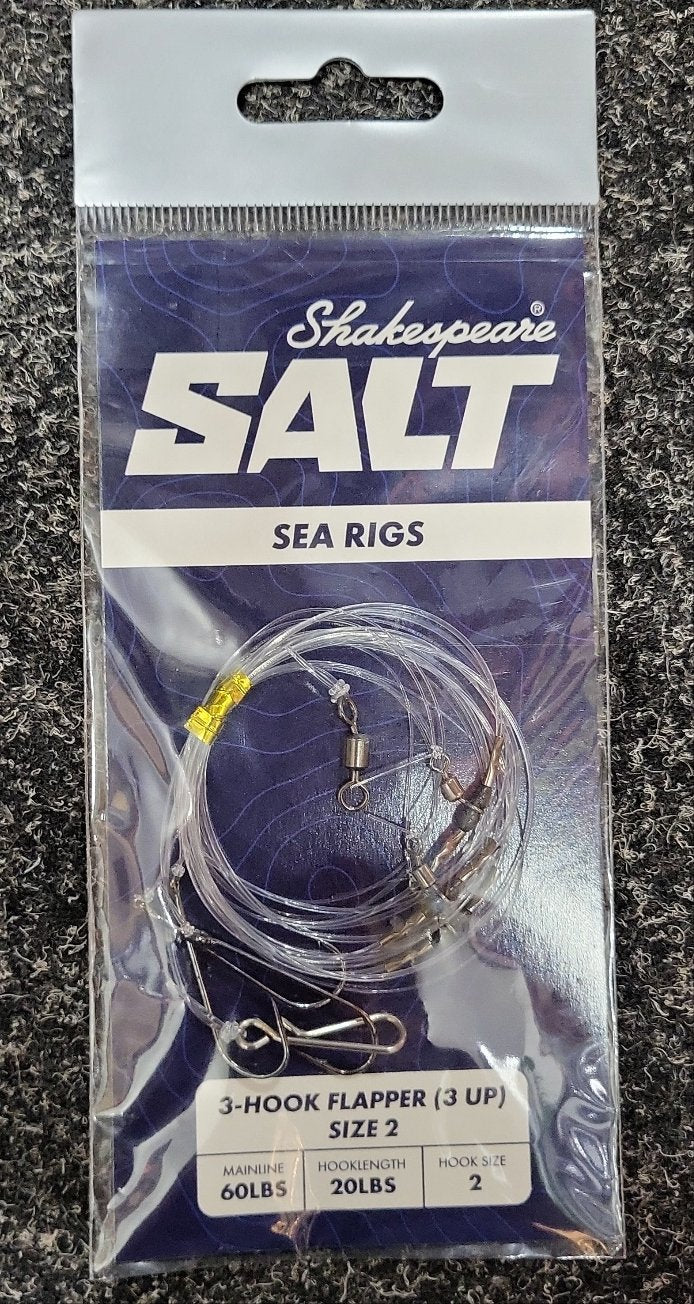 Shakespeare®
SALT
SEA RIGS
3-HOOK FLAPPER (3 UP)
SIZE 2
MAINLINE
60LBS
HOOKLENGTH
20LBS
HOOK SIZE
2